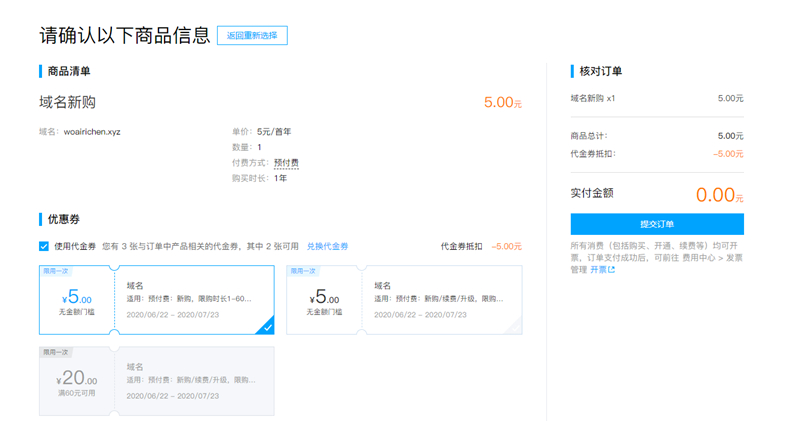 请确认以下商品信息 返回重新选择
商品清单
域名新购 5.00元
域名：woairichen.xyz
单价：5元/首年
数量：1
付费方式：预付费
购买时长：1年
优惠券
使用代金券 您有 3 张与订单中产品相关的代金券，其中 2 张可用 兑换代金券 代金券抵扣 -5.00元
限用一次
¥5.00
无金额门槛
域名
适用：预付费：新购，限购时长1-60...
2020/06/22 - 2020/07/23
限用一次
¥5.00
无金额门槛
域名
适用：预付费：新购/续费/升级，限购...
2020/06/22 - 2020/07/23
限用一次
¥20.00
满60元可用
域名
适用：预付费：新购/续费/升级，限购...
2020/06/22 - 2020/07/23
核对订单
域名新购 x1 5.00元
商品总计： 5.00元
代金券抵扣： -5.00元
实付金额 0.00元
提交订单
所有消费（包括购买、开通、续费等）均可开
票，订单支付成功后，可前往 费用中心 > 发票
管理 开票